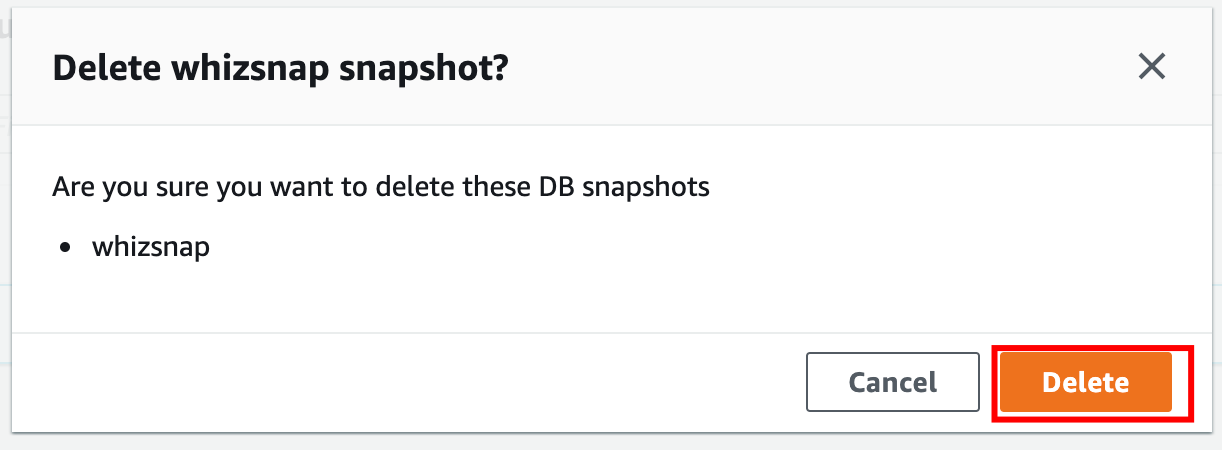 Delete whizsnap snapshot?
Are you sure you want to delete these DB snapshots
• whizsnap
Cancel
Delete